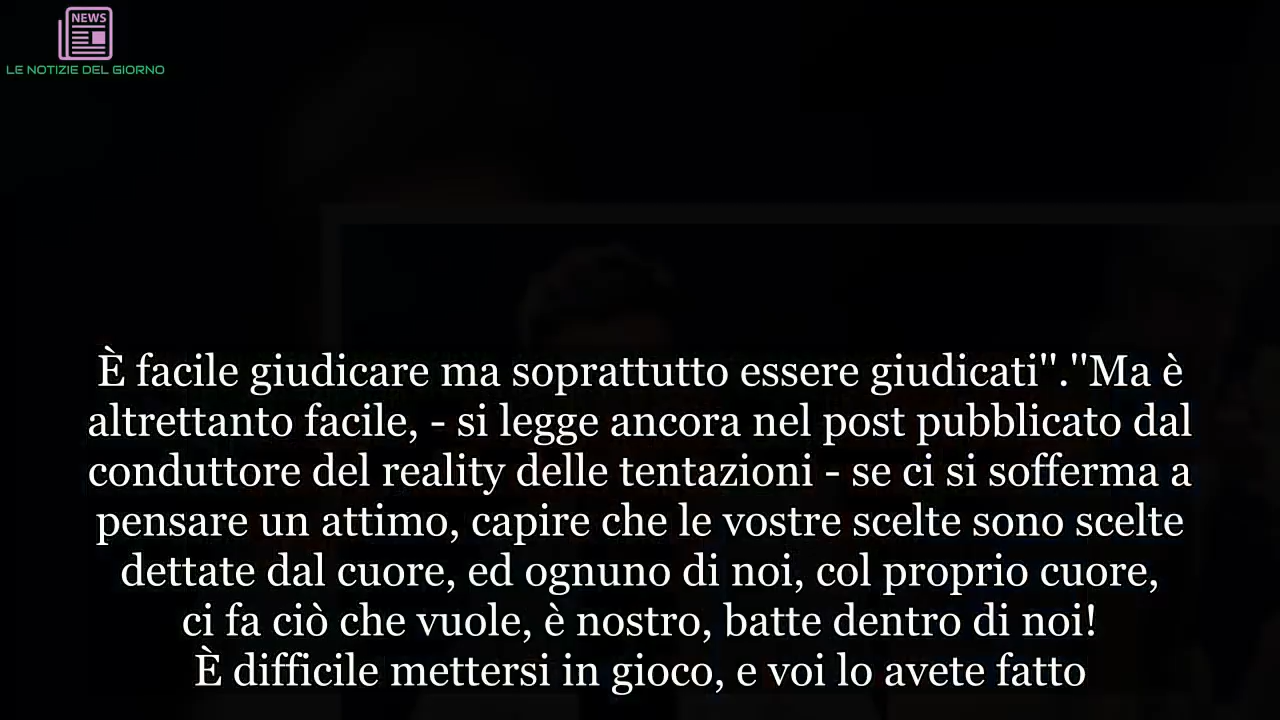 NEWS
LE NOTIZIE DEL GIORNO
È facile giudicare ma soprattutto essere giudicati"."Ma è
altrettanto facile, - si legge ancora nel post pubblicato dal
conduttore del reality delle tentazioni - se ci si sofferma a
pensare un attimo, capire che le vostre scelte sono scelte
dettate dal cuore, ed ognuno di noi, col proprio cuore,
ci fa ciò che vuole, è nostro, batte dentro di noi!
È difficile mettersi in gioco, e voi lo avete fatto